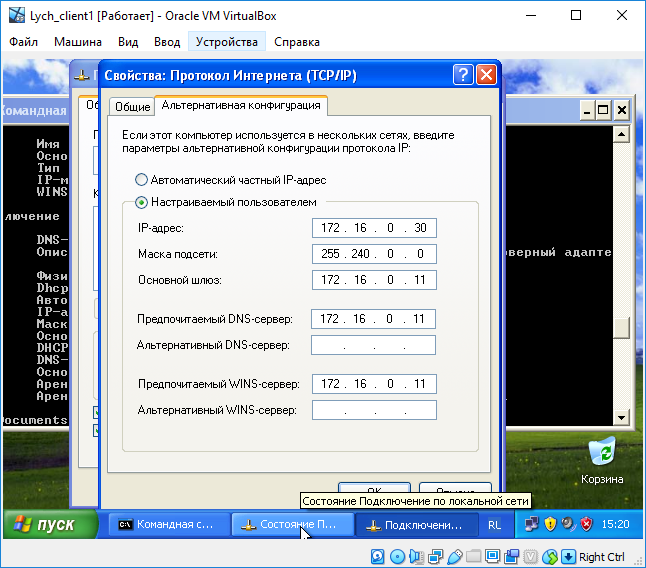 Lych_client1 [Работает] - Oracle VM VirtualBox
Файл Машина Вид Ввод Устройства Справка
Свойства: Протокол Интернета (TCP/IP)
Командная
Общие Альтернативная конфигурация
Если этот компьютер используется в нескольких сетях, введите
параметры альтернативной конфигурации протокола IP:
Автоматический частный IP-адрес
Настраиваемый пользователем
IP-адрес: 172 . 16 . 0 . 30
Маска подсети: 255 . 240 . 0 . 0
Основной шлюз: 172 . 16 . 0 . 11
Предпочитаемый DNS-сервер: 172 . 16 . 0 . 11
Альтернативный DNS-сервер: . . .
Предпочитаемый WINS-сервер: 172 . 16 . 0 . 11
Альтернативный WINS-сервер: . . .
Имя
Осно
Тип
IP-м
WINS
лючение
DNS-
Опис
оверный адапте
Физи
Dhcp
Авто
IP-а
Маск
Осно
DHCP
DNS-
Осно
Арен
Арен
Documents
Корзина
Состояние Подключение по локальной сети
пуск
Командная с...
Состояние П...
Подключени...
RL
15:20
Right Ctrl